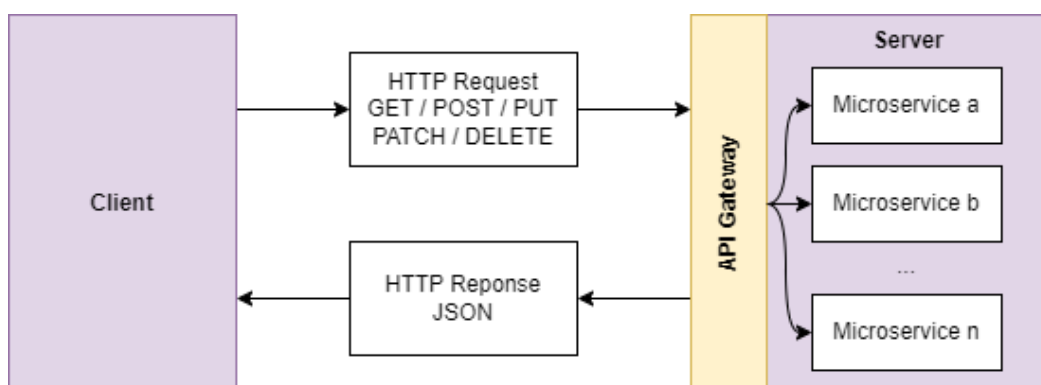 Client
HTTP Request
GET / POST / PUT
PATCH / DELETE
HTTP Reponse
JSON
API Gateway
Server
Microservice a
Microservice b
...
Microservice n